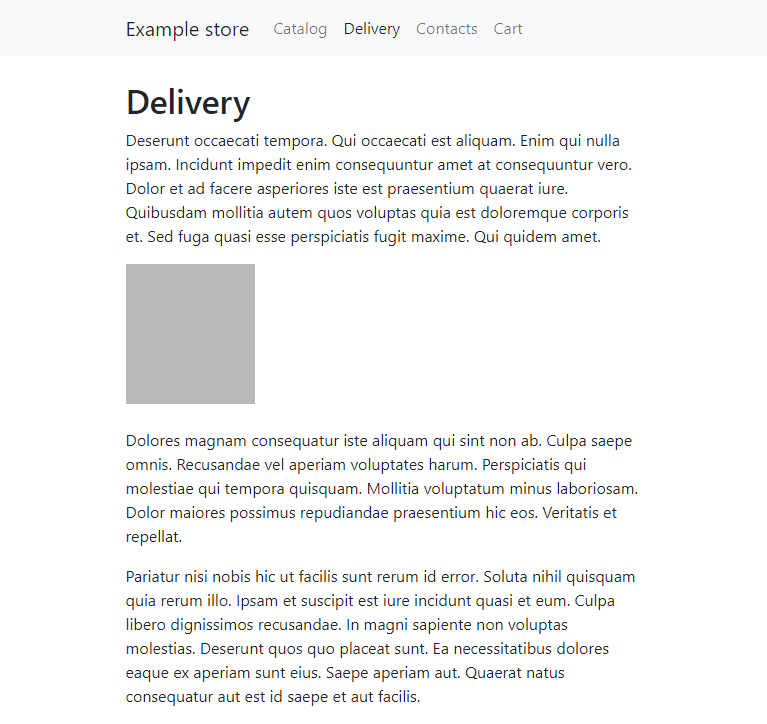 Example store Catalog Delivery Contacts Cart
Delivery
Deserunt occaecati tempora. Qui occaecati est aliquam. Enim qui nulla
ipsam. Incidunt impedit enim consequuntur amet at consequuntur vero.
Dolor et ad facere asperiores iste est praesentium quaerat iure.
Quibusdam mollitia autem quos voluptas quia est doloremque corporis
et. Sed fuga quasi esse perspiciatis fugit maxime. Qui quidem amet.
Dolores magnam consequatur iste aliquam qui sint non ab. Culpa saepe
omnis. Recusandae vel aperiam voluptates harum. Perspiciatis qui
molestiae qui tempora quisquam. Mollitia voluptatum minus laboriosam.
Dolor maiores possimus repudiandae praesentium hic eos. Veritatis et
repellat.
Pariatur nisi nobis hic ut facilis sunt rerum id error. Soluta nihil quisquam
quia rerum illo. Ipsam et suscipit est iure incidunt quasi et eum. Culpa
libero dignissimos recusandae. In magni sapiente non voluptas
molestias. Deserunt quos quo placeat sunt. Ea necessitatibus dolores
eaque ex aperiam sunt eius. Saepe aperiam aut. Quaerat natus
consequatur aut est id saepe et aut facilis.